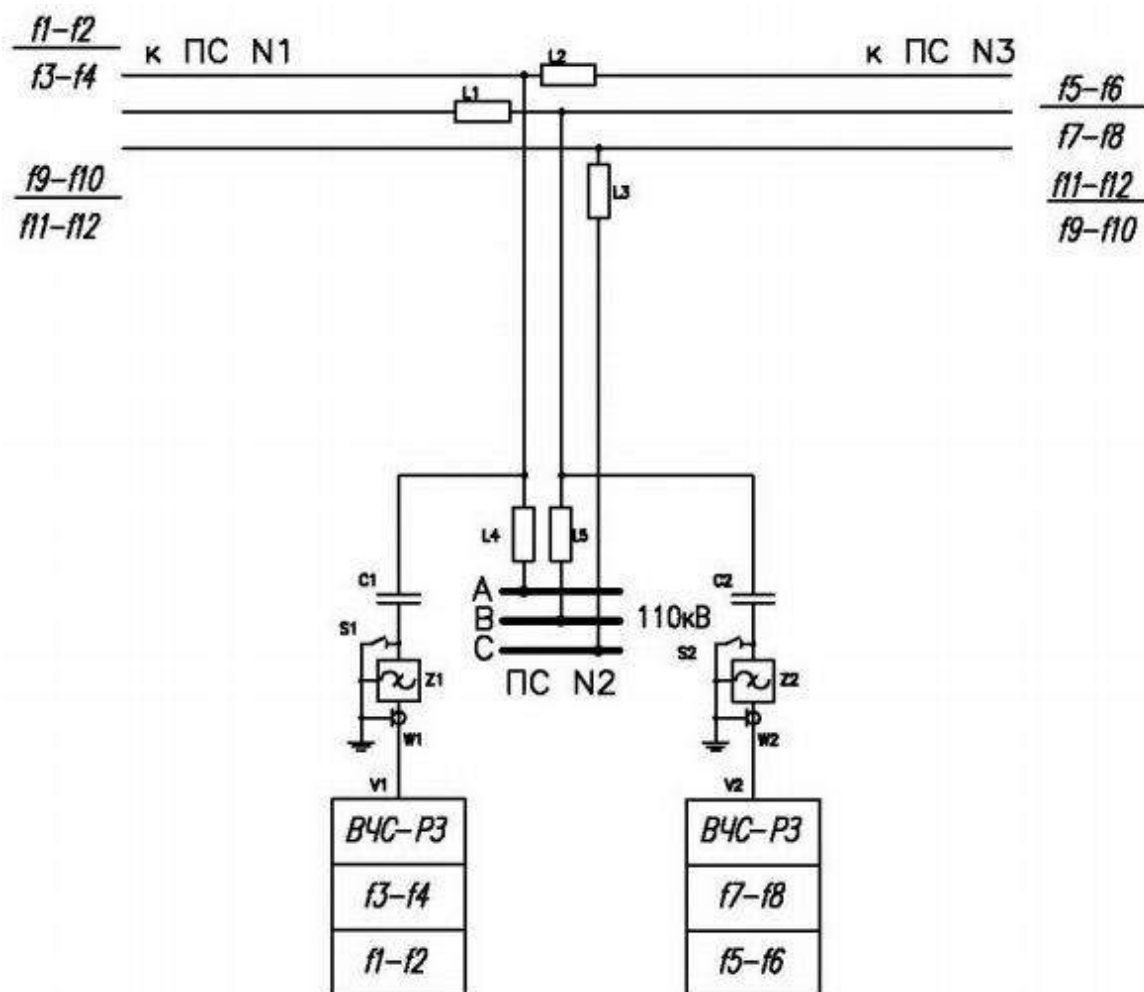 f1-f2
f3-f4
к ПС N1
L2
к ПС N3
f5-f6
f7-f8
L1
f9-f10
f11-f12
L3
f11-f12
f9-f10
L4
L5
C1
A
B
C
110кВ
C2
S1
S2
Z1
ПС N2
Z2
W1
W2
V1
V2
ВЧС-РЗ
f3-f4
f1-f2
ВЧС-РЗ
f7-f8
f5-f6